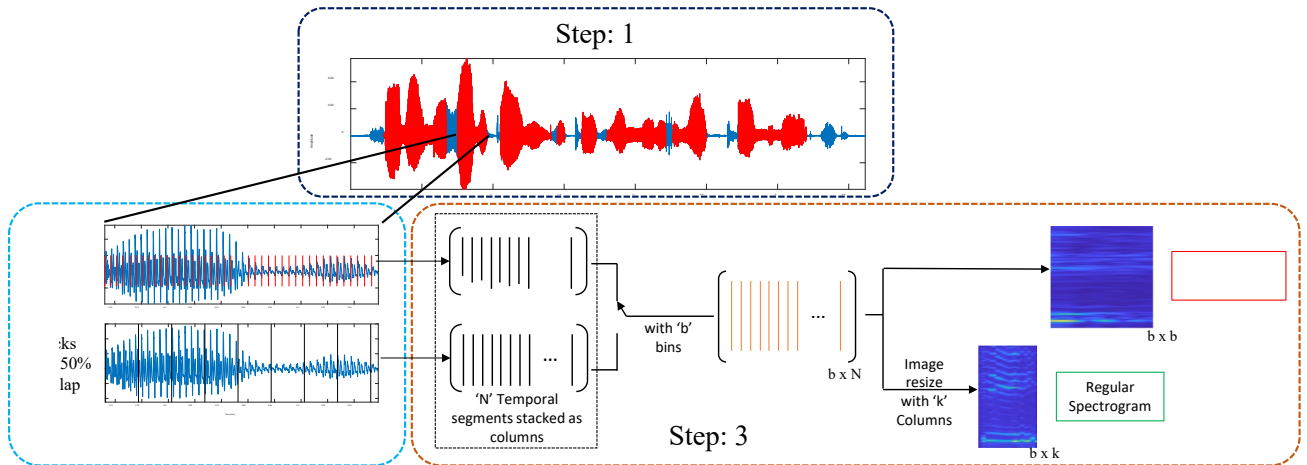 Step: 1
eks
50%
lap
'N' Temporal
segments stacked as
columns
...
...
with 'b'
bins
...
b x N
Image
resize
with 'k'
Columns
b x b
Regular
Spectrogram
b x k
Step: 3